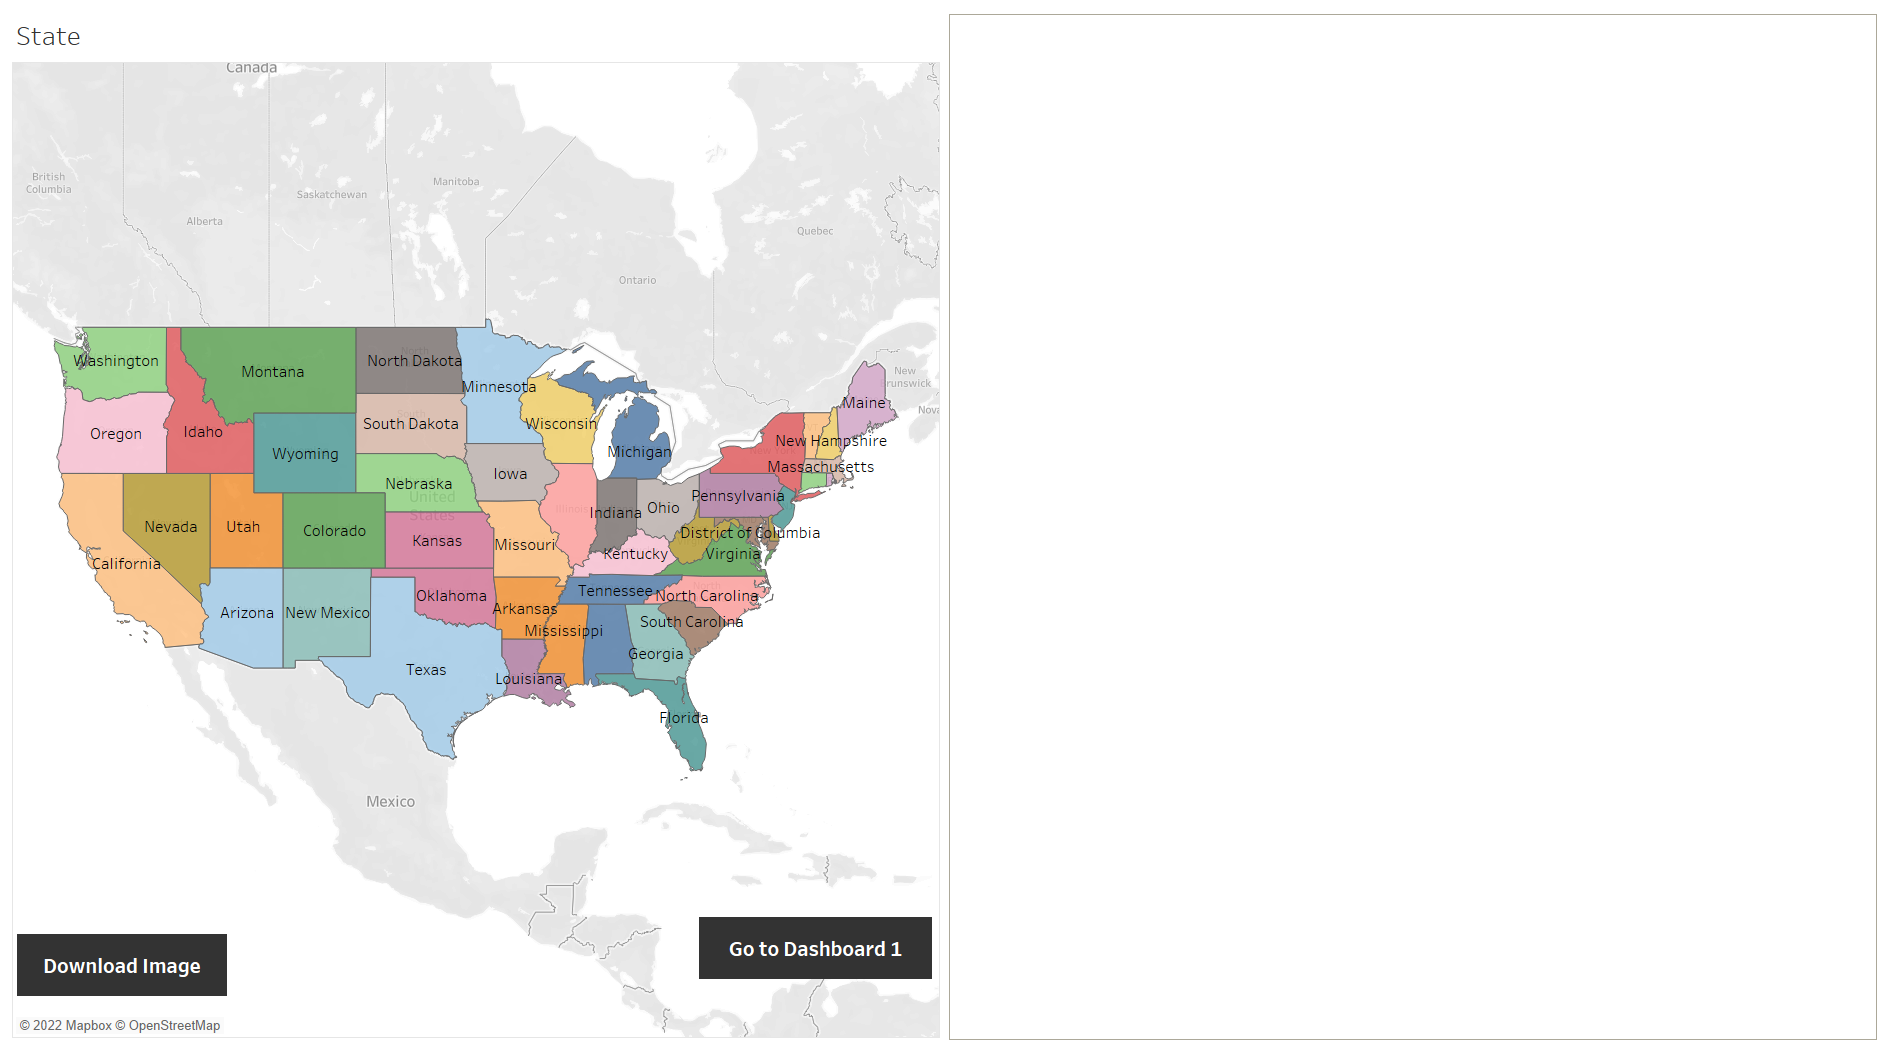 State
Canada
British
Columbia
Manitoba
Saskatchewan
Alberta
Quebec
Ontario
North Dakota
Washington
Montana
New
Brunswick
Minnesota
Maine
Nova
South Dakota
Wisconsin
Oregon
Idaho
New Hampshire
Wyoming
Michigan
Massachusetts
Iowa
Nebraska
United
States
Pennsylvania
Ohio
Illinois
Indiana
Nevada
Utah
Colorado
District of Columbia
Kansas
Missouri
Kentucky
Virginia
California
Tennessee
Oklahoma
North Carolina
Arkansas
Arizona
New Mexico
South Carolina
Mississippi
Georgia
Texas
Louisiana
Florida
Mexico
Go to Dashboard 1
Download Image
© 2022 Mapbox © OpenStreetMap